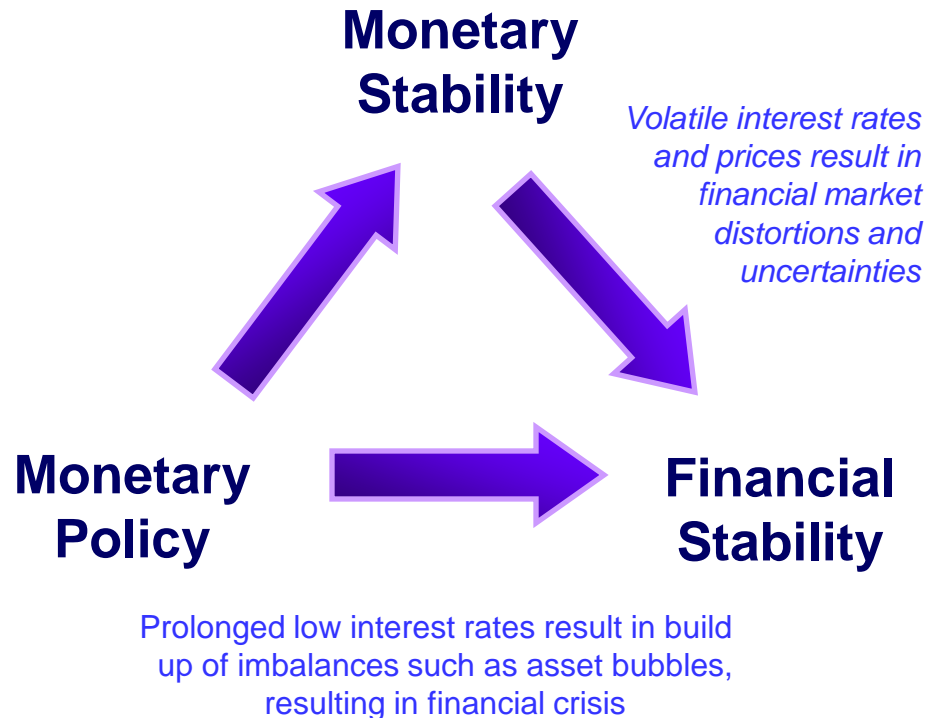 Monetary
Stability
Volatile interest rates
and prices result in
financial market
distortions and
uncertainties
Monetary
Policy
Financial
Stability
Prolonged low interest rates result in build
up of imbalances such as asset bubbles,
resulting in financial crisis